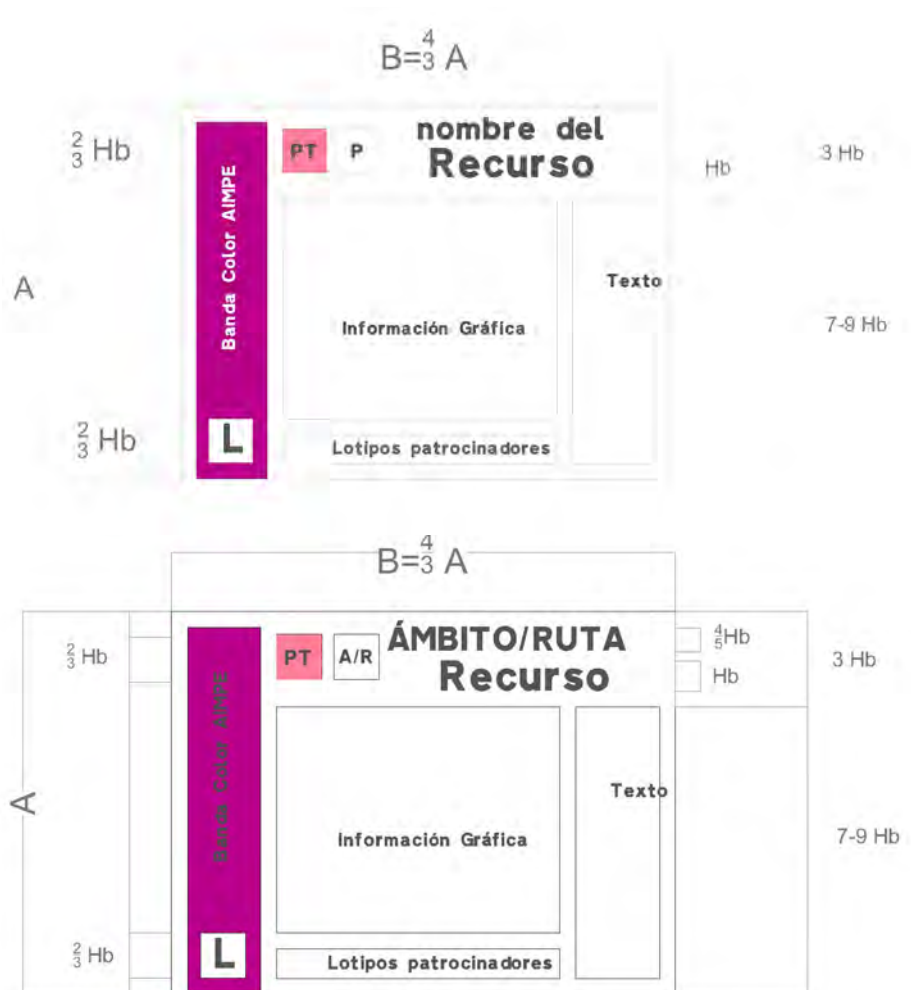 B=4/3 A
2/3 Hb
PT
P
nombre del
Recurso
Hb
3 Hb
Banda Color AIMPE
A
Texto
Información Gráfica
7-9 Hb
2/3 Hb
L
Lotipos patrocinadores
B=4/3 A
2/3 Hb
PT
A/R
ÁMBITO/RUTA
Recurso
4/5Hb
Hb
3 Hb
Banda Color AIMPE
A
Texto
Información Gráfica
7-9 Hb
2/3 Hb
L
Lotipos patrocinadores